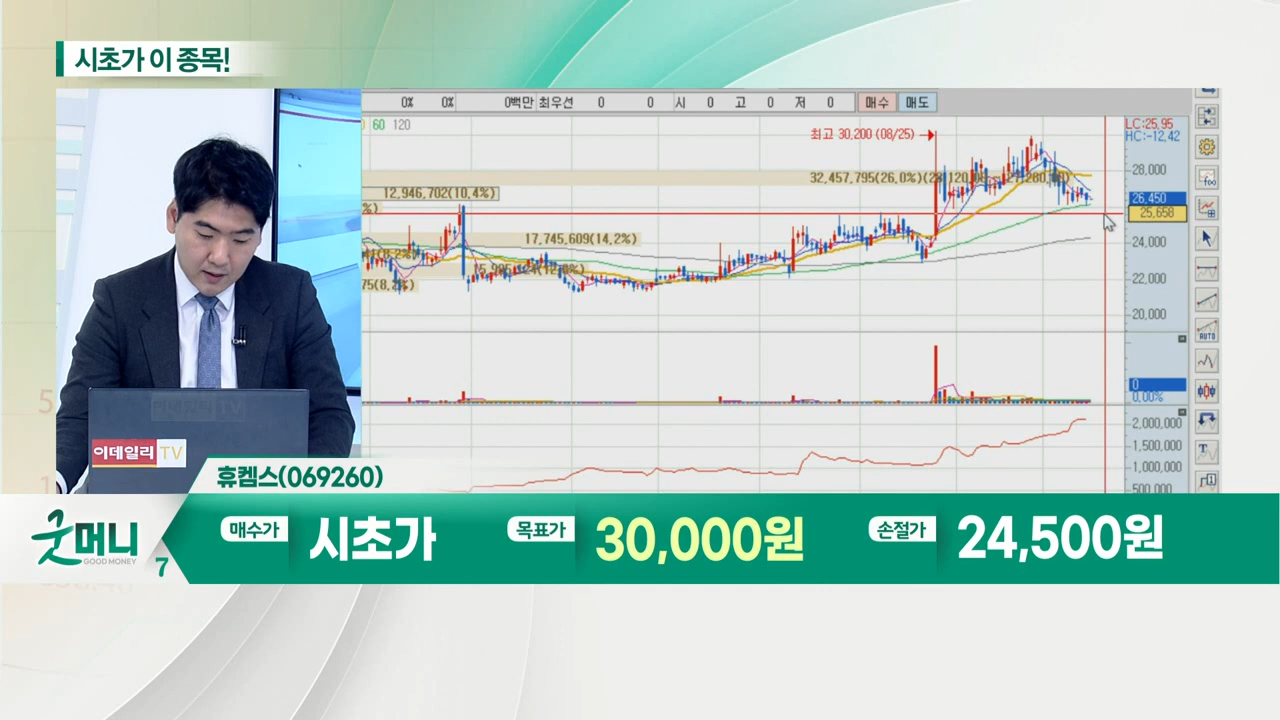 시초가 이 종목!
0% 0% 0백만 최우선 0 0 시 0 고 0 저 0 매수 매도
60 120
최고 30,200 (08/25)
LC:25.95
HC:-12.42
32,457,795(26.0%)
28,000
12,946,702(10.4%)
26,450
25,658
17,745,609(14.2%)
24,000
22,000
20,000
0
0.00%
AUTO
2,000,000
1,500,000
1,000,000
500,000
이데일리 TV
휴켐스(069260)
굿머니
GOOD MONEY
7
매수가 시초가 목표가 30,000원 손절가 24,500원